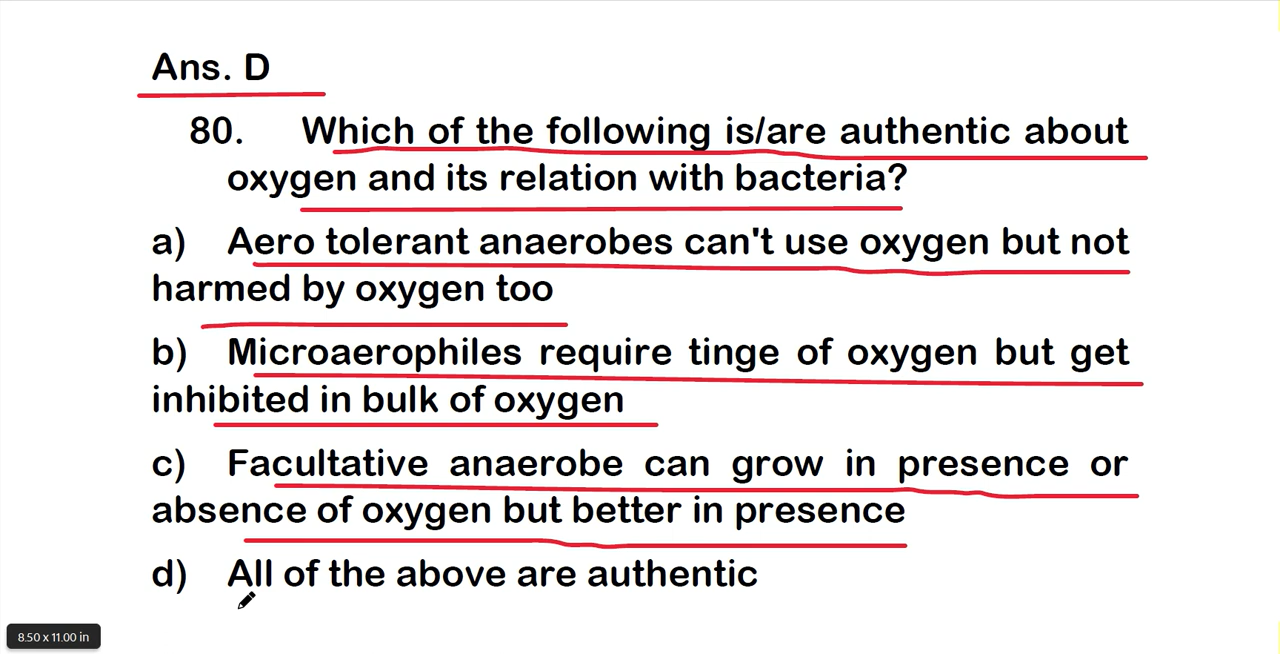 Ans. D
80. Which of the following is/are authentic about
oxygen and its relation with bacteria?
a) Aero tolerant anaerobes can't use oxygen but not
harmed by oxygen too
b) Microaerophiles require tinge of oxygen but get
inhibited in bulk of oxygen
c) Facultative anaerobe can grow in presence or
absence of oxygen but better in presence
d) All of the above are authentic
8.50 x 11.00 in